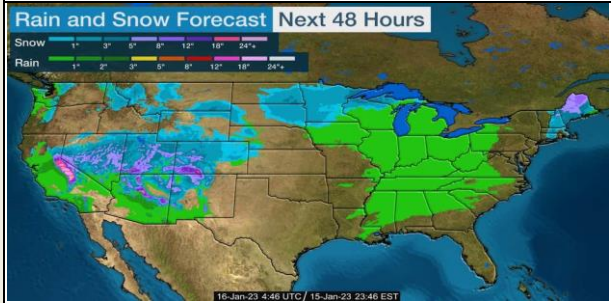 Rain and Snow Forecast Next 48 Hours
Snow
1" 3" 5" 8" 12" 18" 24"+
Rain
1" 2" 3" 5" 8" 12" 18" 24"+
16-Jan-23 4:46 UTC / 15-Jan-23 23:46 EST